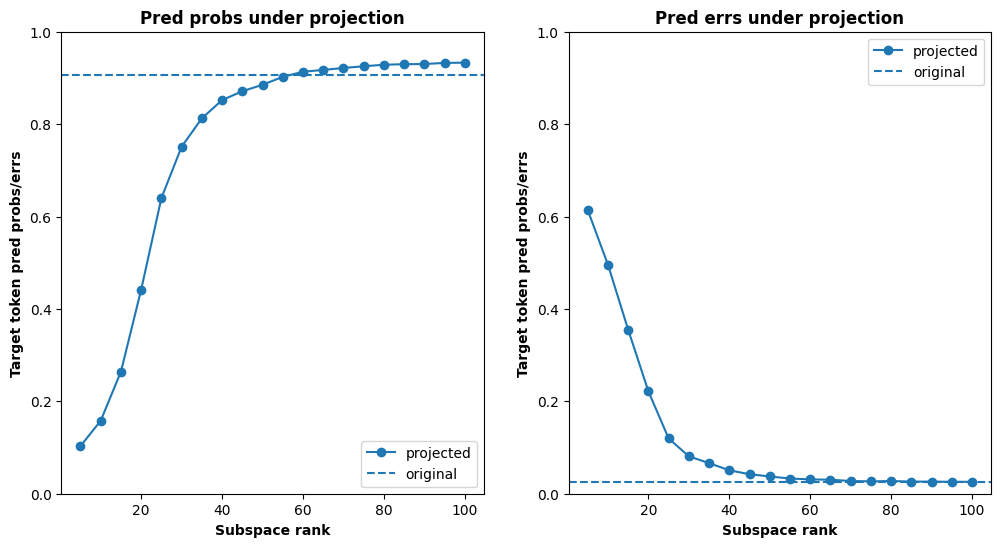 Pred probs under projection
Target token pred probs/errs
1.0
0.8
0.6
0.4
0.2
0.0
20
40
60
80
100
Subspace rank
projected
original
Pred errs under projection
Target token pred probs/errs
1.0
0.8
0.6
0.4
0.2
0.0
20
40
60
80
100
Subspace rank
projected
original